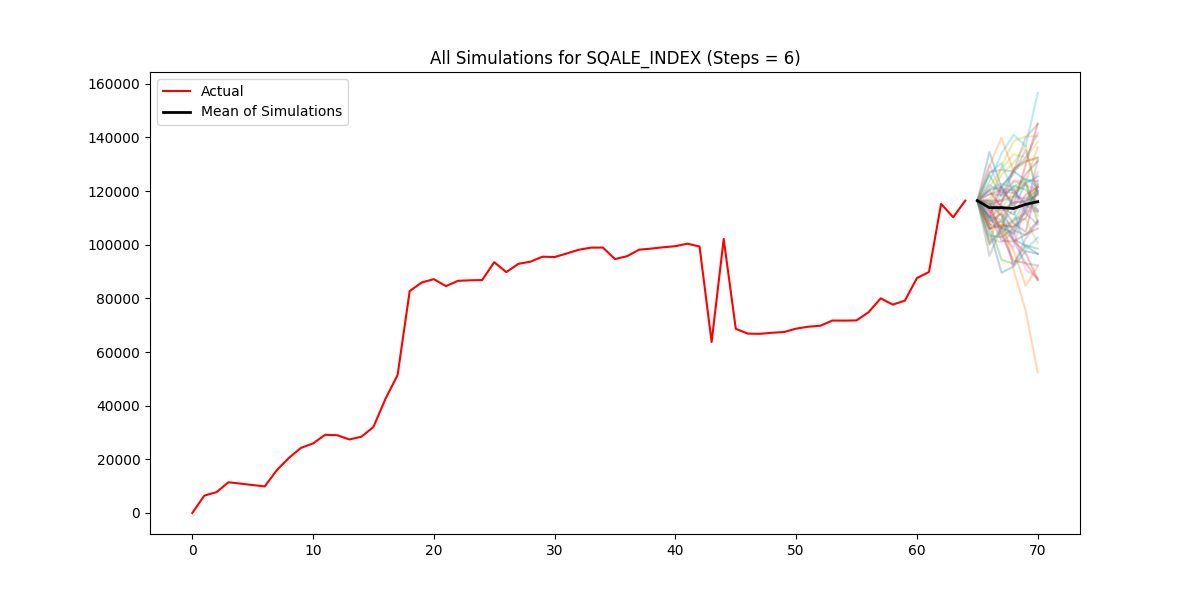 All Simulations for SQALE_INDEX (Steps = 6)
Actual
Mean of Simulations
160000
140000
120000
100000
80000
60000
40000
20000
0
0 10 20 30 40 50 60 70